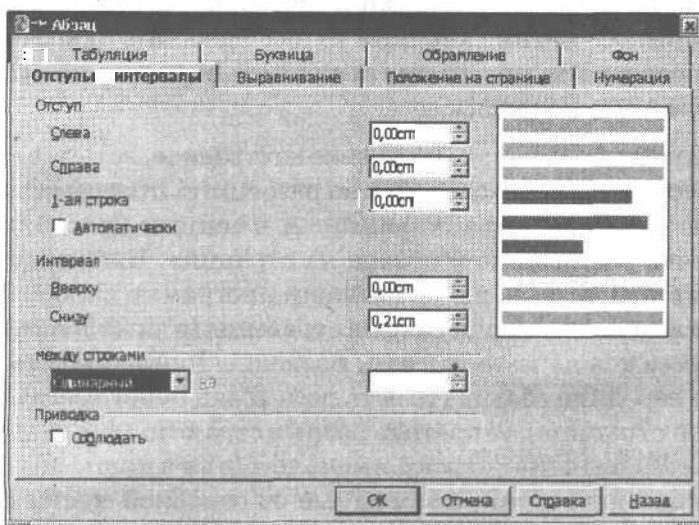 Абзац
Табуляция Буквица Обрамление Фон
Отступы интервалы Выравнивание Положение на странице Нумерация
Отступ
Слева 0,00cm
Справа 0,00cm
1-ая строка 0,00cm
Автоматически
Интервал
Вверху 0,00cm
Снизу 0,21cm
между строками
Одинарный
Приводка
Соблюдать
OK Отмена Справка Назад